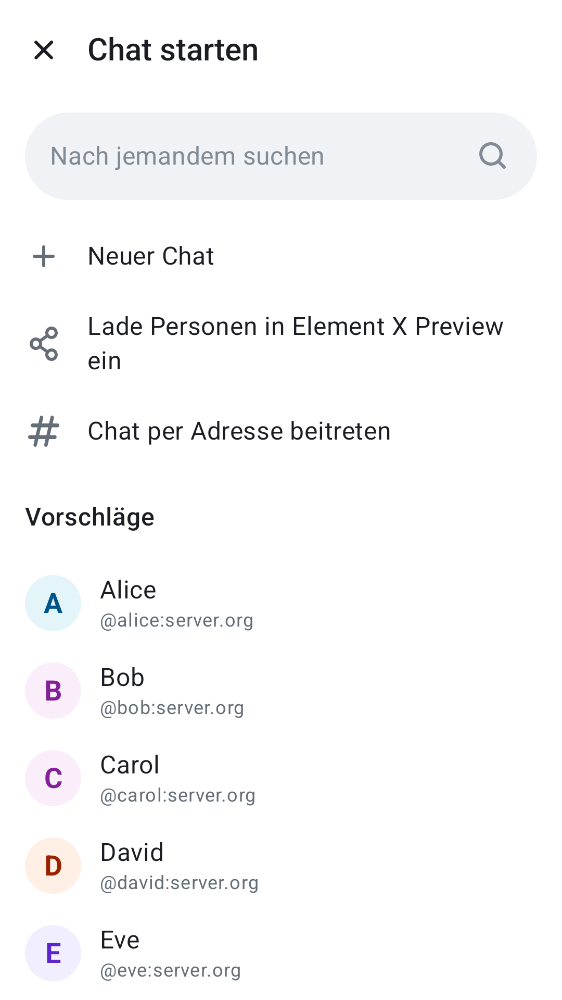 Chat starten
Nach jemandem suchen
Neuer Chat
Lade Personen in Element X Preview
ein
Chat per Adresse beitreten
Vorschläge
A
Alice
@alice:server.org
B
Bob
@bob:server.org
C
Carol
@carol:server.org
D
David
@david:server.org
E
Eve
@eve:server.org